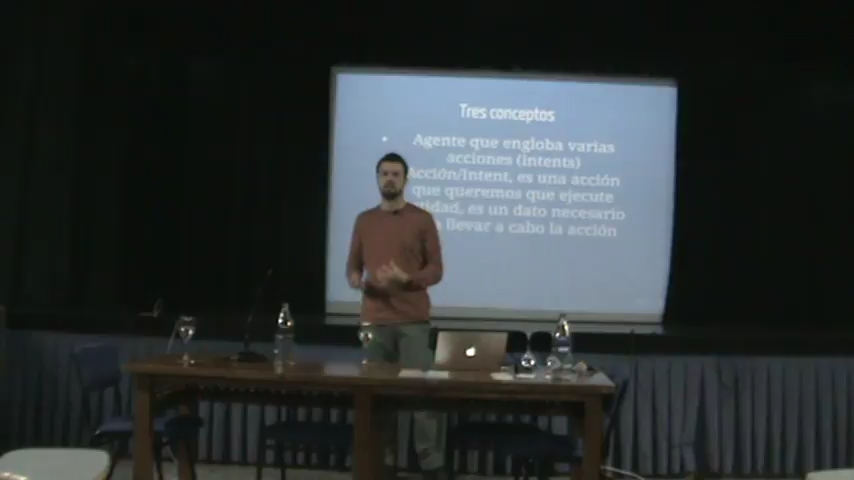 Tres conceptos
• Agente que engloba varias
acciones (Intents)
Acción/Intent, es una acción
que queremos que ejecute
es un dato necesario
llevar a cabo la acción